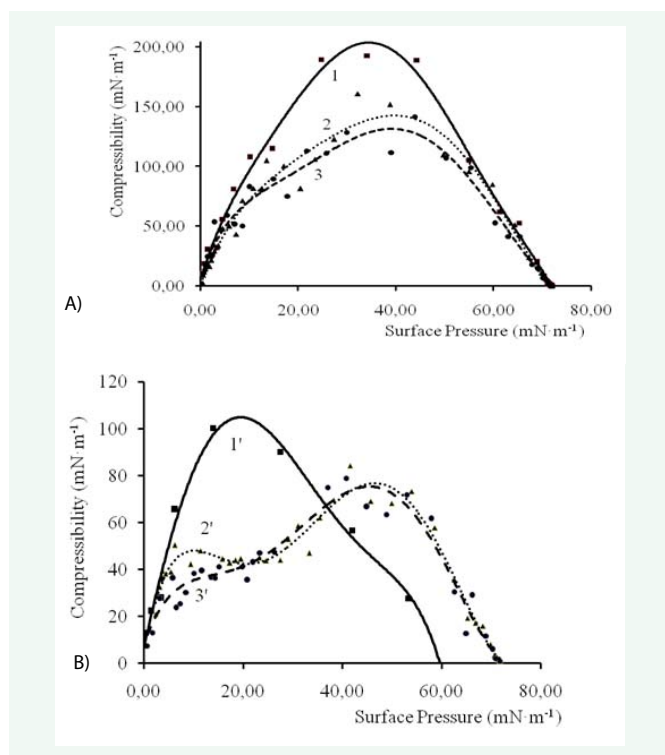 Compressibility (mN·m⁻¹)
200,00
150,00
100,00
50,00
0,00
1
2
3
0,00 20,00 40,00 60,00 80,00
Surface Pressure (mN·m⁻¹)
A)
Compressibility (mN·m⁻¹)
120
100
80
60
40
20
0
1'
2'
3'
B)
0,00 20,00 40,00 60,00 80,00
Surface Pressure (mN·m⁻¹)